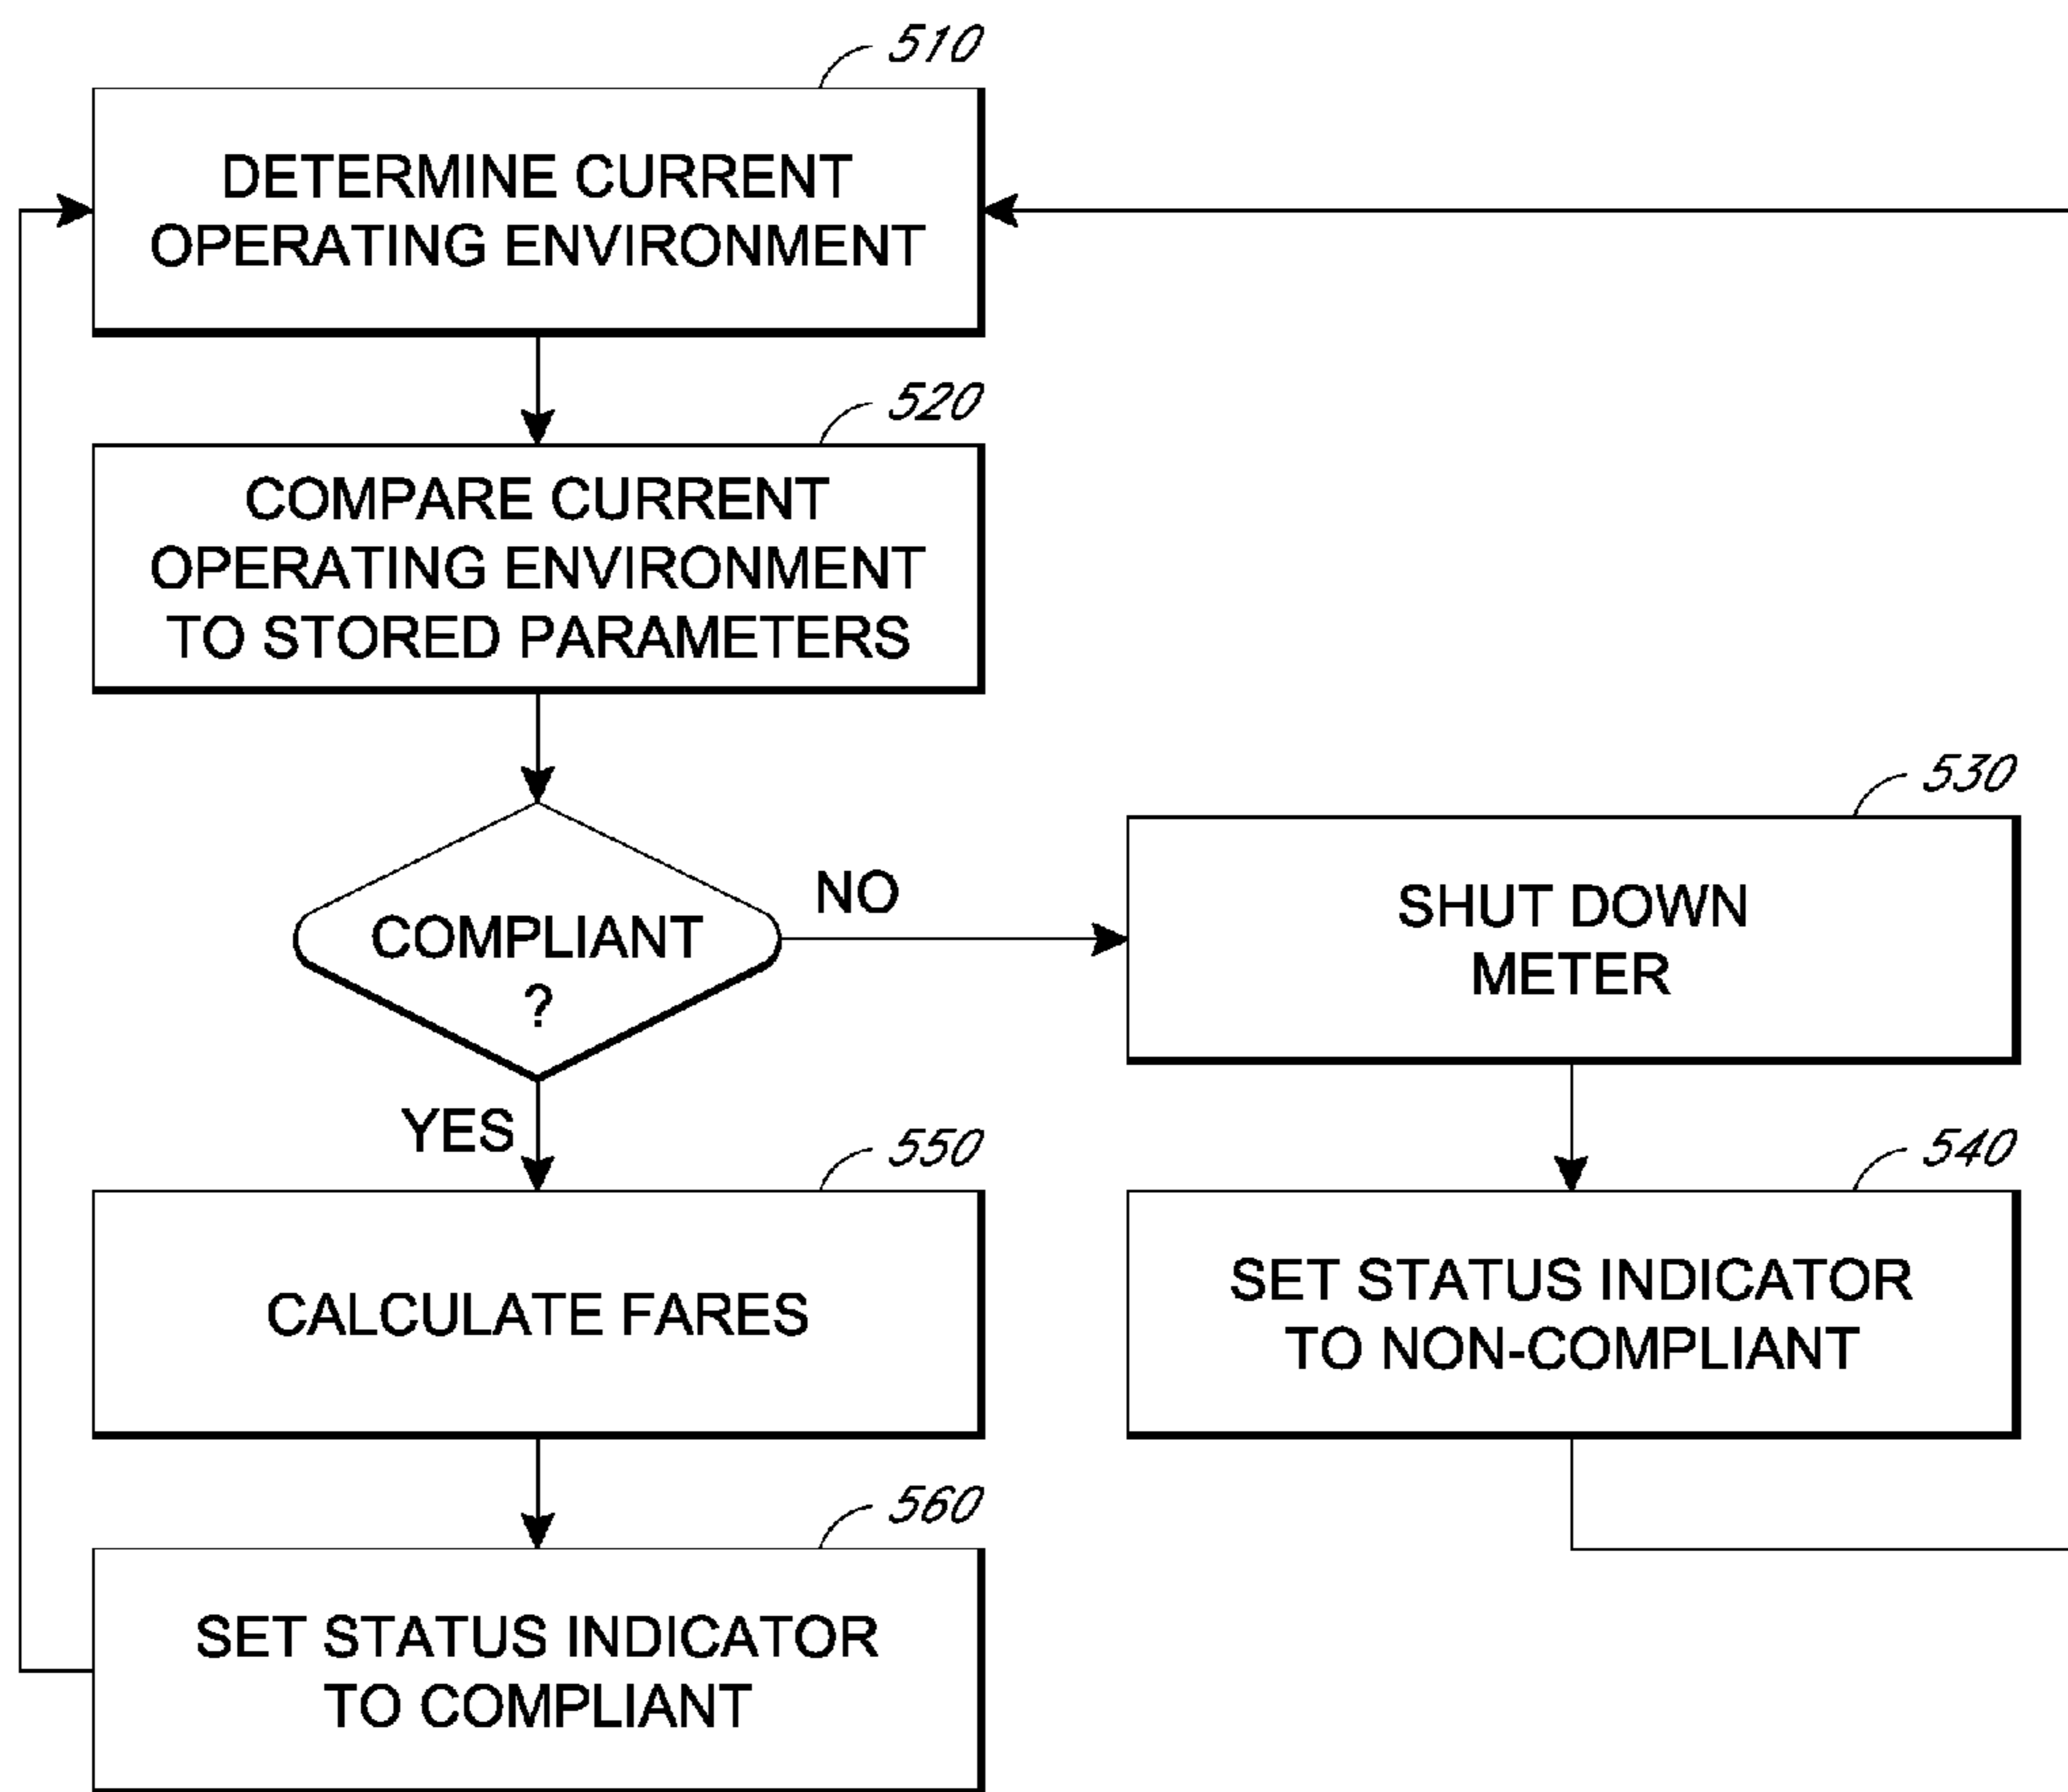 510
DETERMINE CURRENT
OPERATING ENVIRONMENT
520
COMPARE CURRENT
OPERATING ENVIRONMENT
TO STORED PARAMETERS
COMPLIANT
?
NO
530
SHUT DOWN
METER
YES
550
CALCULATE FARES
540
SET STATUS INDICATOR
TO NON-COMPLIANT
560
SET STATUS INDICATOR
TO COMPLIANT